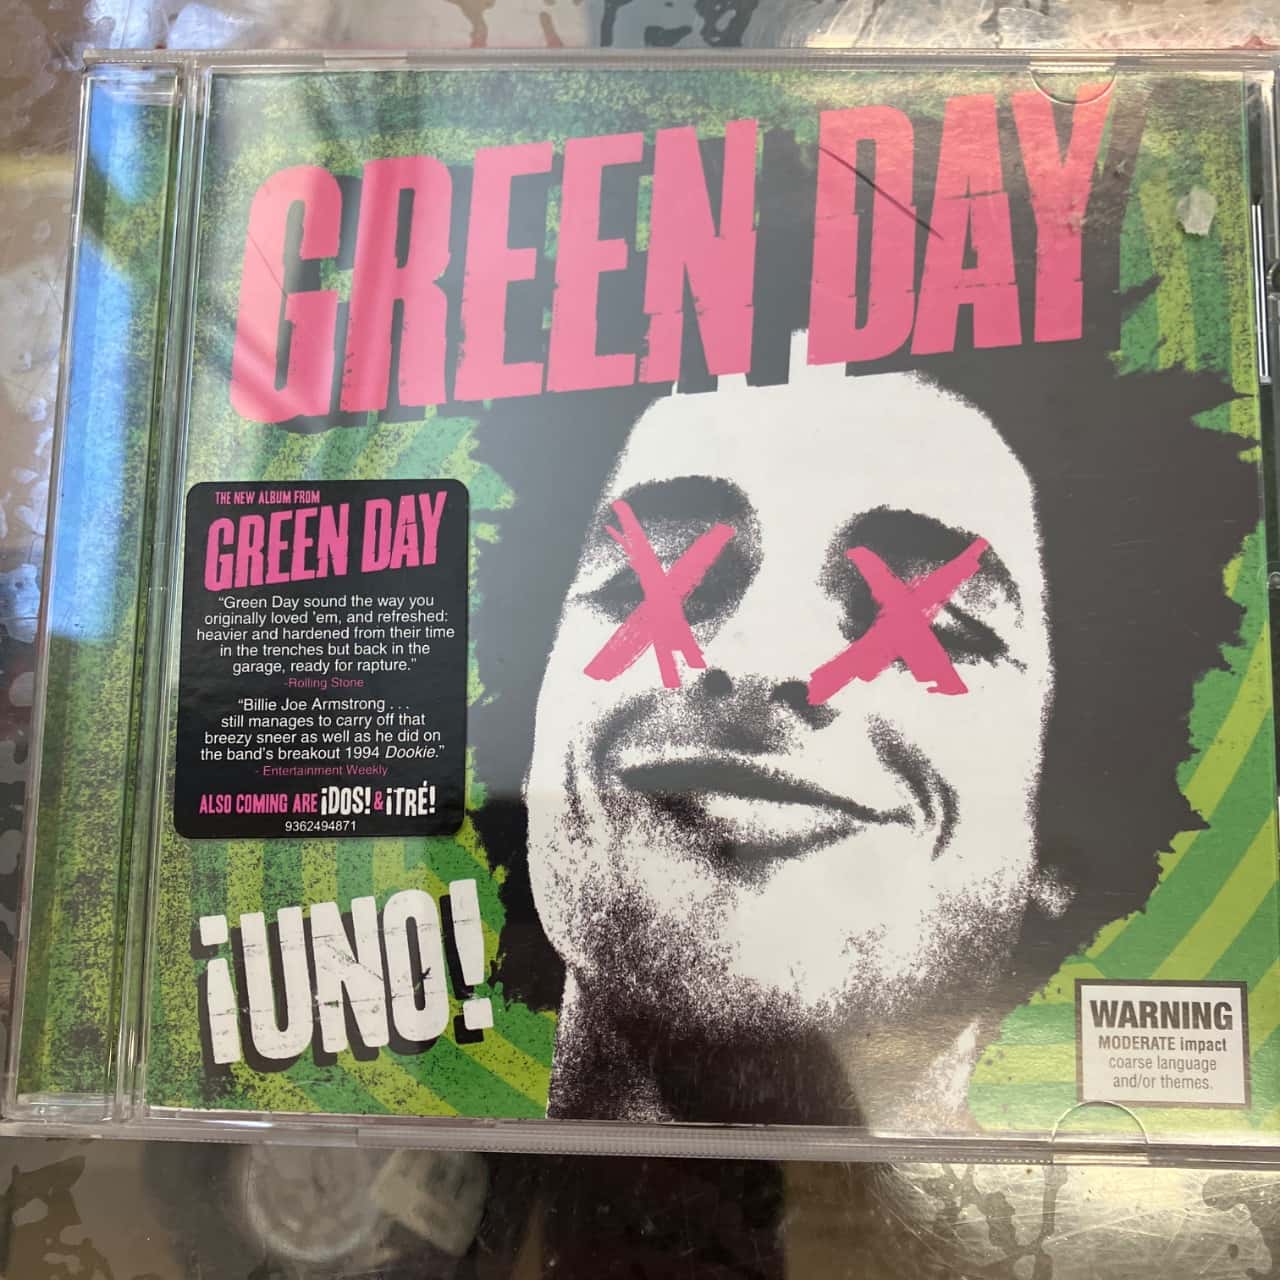 GREEN DAY
THE NEW ALBUM FROM
GREEN DAY
“Green Day sound the way you
originally loved ’em, and refreshed:
heavier and hardened from their time
in the trenches but back in the
garage, ready for rapture.”
-Rolling Stone
“Billie Joe Armstrong . . .
still manages to carry off that
breezy sneer as well as he did on
the band’s breakout 1994 Dookie.”
- Entertainment Weekly
ALSO COMING ARE ¡DOS! & ¡TRÉ!
9362494871
¡UNO!
WARNING
MODERATE impact
coarse language
and/or themes.